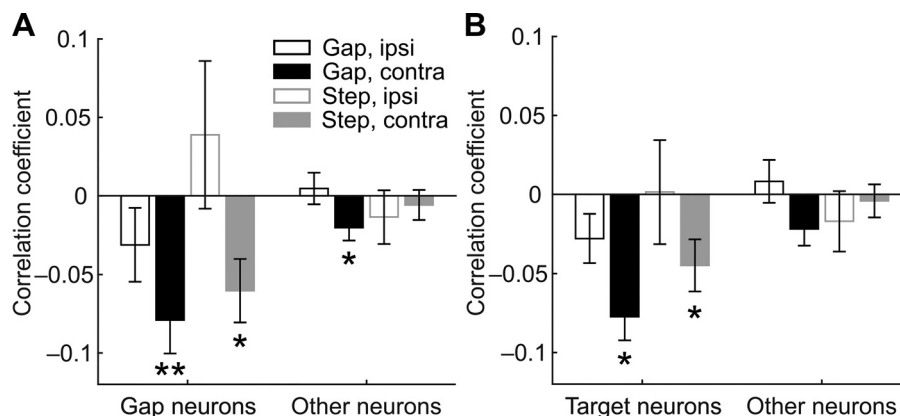 A
B
0.1
0.05
0
−0.05
−0.1
Correlation coefficient
Gap, ipsi
Gap, contra
Step, ipsi
Step, contra
**
*
*
Gap neurons
Other neurons
0.1
0.05
0
−0.05
−0.1
Correlation coefficient
*
*
Target neurons
Other neurons